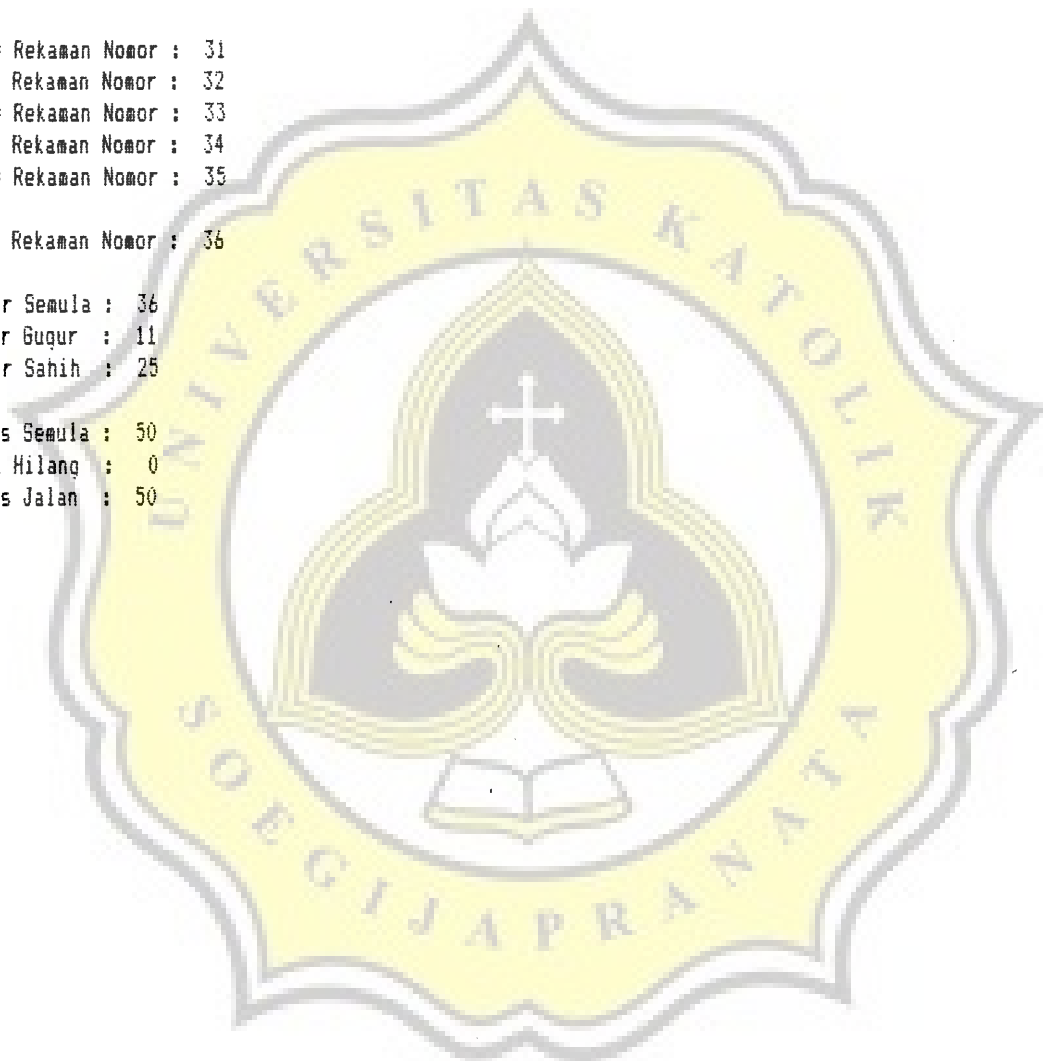 = Rekaman Nomor : 31
Rekaman Nomor : 32
= Rekaman Nomor : 33
Rekaman Nomor : 34
= Rekaman Nomor : 35
Rekaman Nomor : 36
r Semula : 36
r Gugur : 11
r Sahih : 25
s Semula : 50
Hilang : 0
s Jalan : 50
UNIVERSITAS KATOLIK
SOEGIJAPRANATA